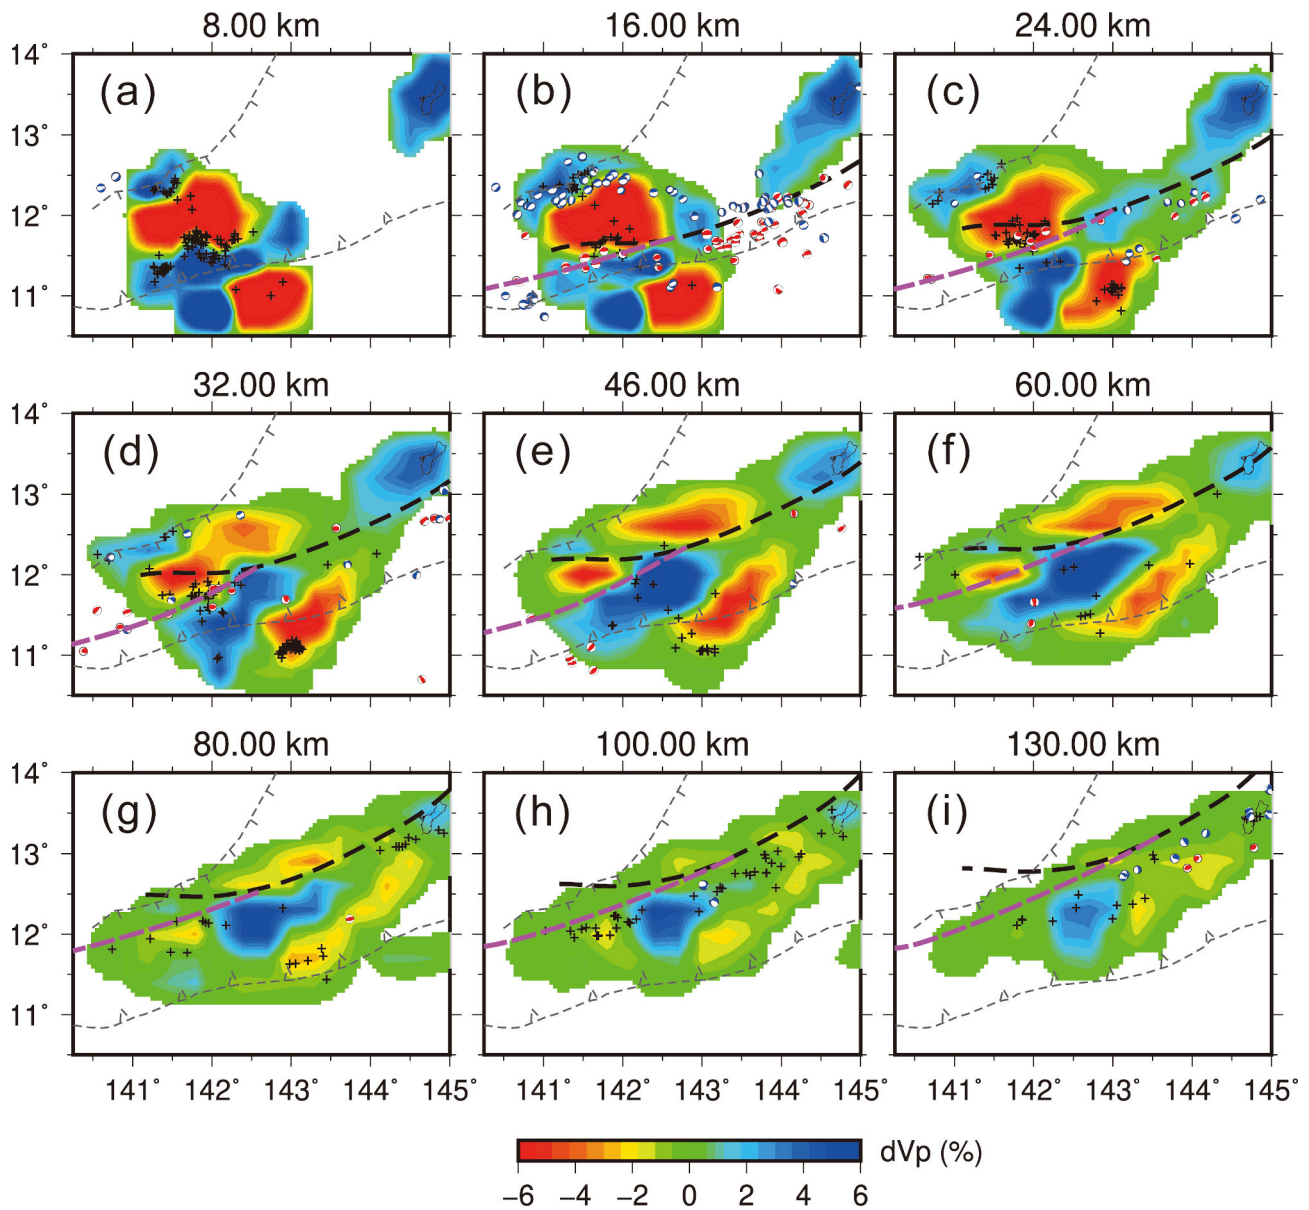 8.00 km 16.00 km 24.00 km
14° (a) (b) (c)
13°
12°
11°
32.00 km 46.00 km 60.00 km
14° (d) (e) (f)
13°
12°
11°
80.00 km 100.00 km 130.00 km
14° (g) (h) (i)
13°
12°
11°
141° 142° 143° 144° 145° 141° 142° 143° 144° 145° 141° 142° 143° 144° 145°
dVp (%)
−6 −4 −2 0 2 4 6